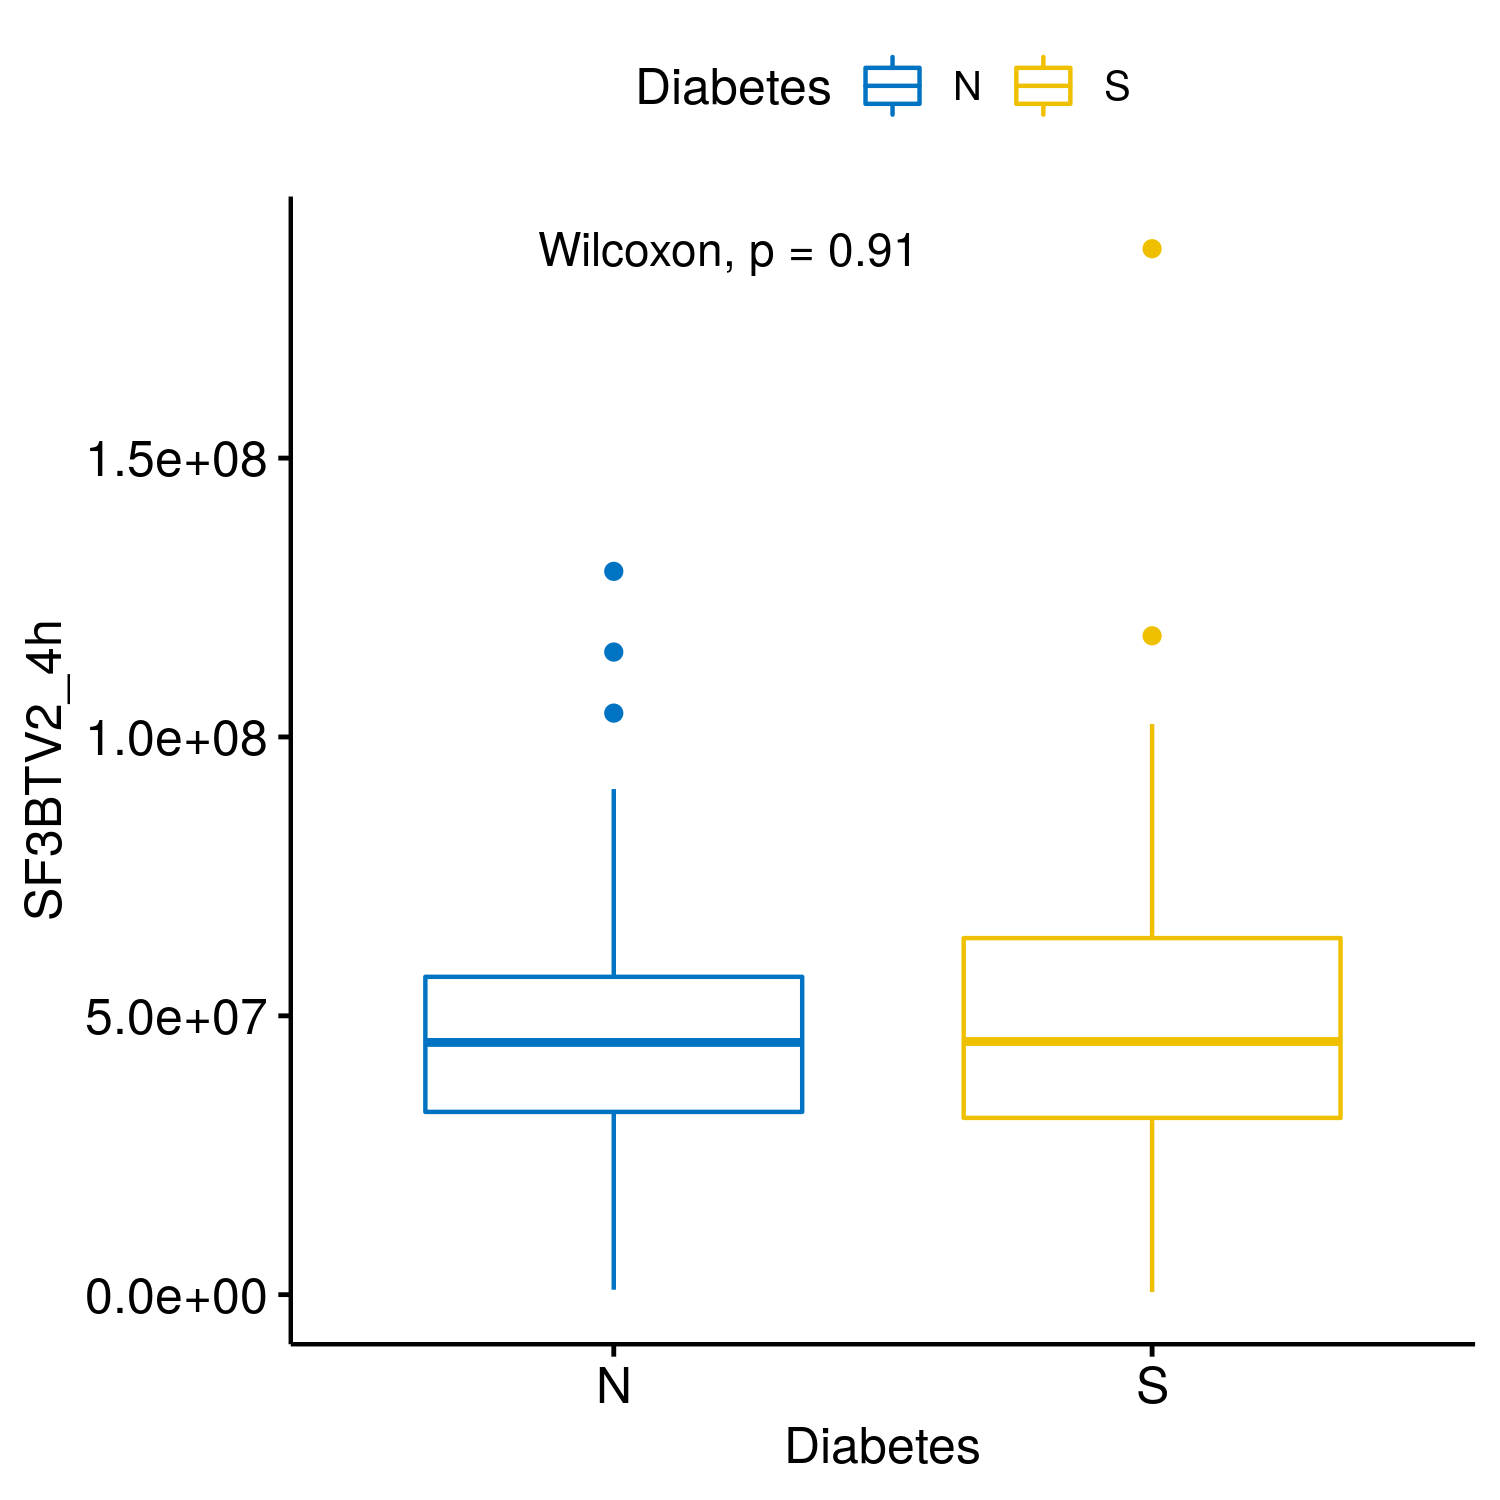 Diabetes N S
Wilcoxon, p = 0.91
SF3BTV2_4h
1.5e+08
1.0e+08
5.0e+07
0.0e+00
N S
Diabetes